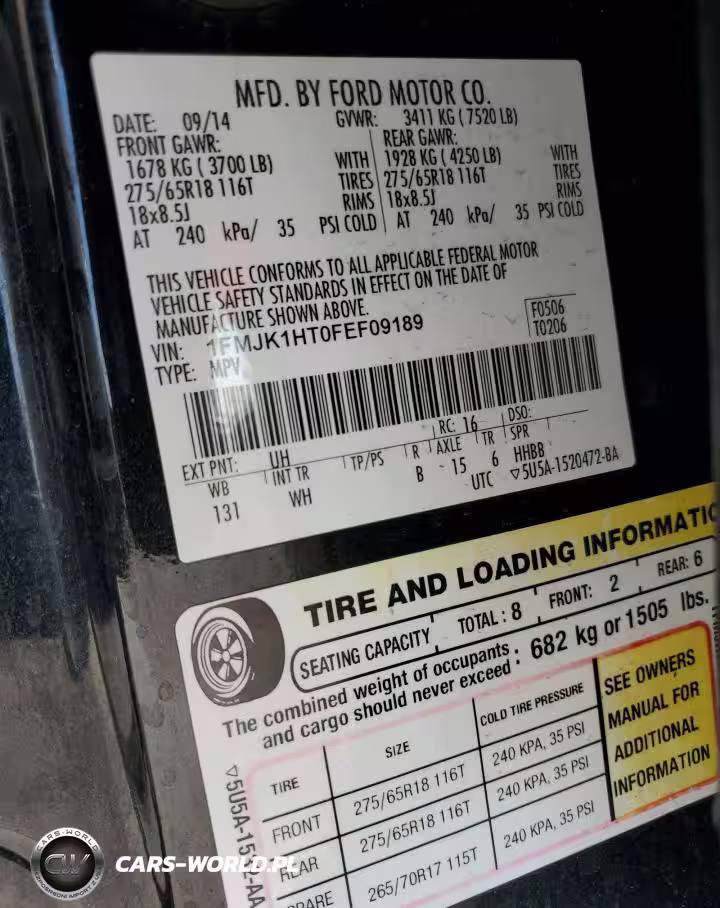 MFD. BY FORD MOTOR CO.
DATE: 09/14 GVWR: 3411 KG ( 7520 LB)
FRONT GAWR: REAR GAWR:
1678 KG ( 3700 LB) WITH 1928 KG ( 4250 LB) WITH
275/65R18 116T TIRES 275/65R18 116T TIRES
18x8.5J RIMS 18x8.5J RIMS
AT 240 kPa/ 35 PSI COLD AT 240 kPa/ 35 PSI COLD
THIS VEHICLE CONFORMS TO ALL APPLICABLE FEDERAL MOTOR
VEHICLE SAFETY STANDARDS IN EFFECT ON THE DATE OF
MANUFACTURE SHOWN ABOVE.
VIN: 1FMJK1HT0FEF09189 F0506
TYPE: MPV T0206
EXT PNT: UH RC: 16 DSO:
WB INT TR TP/PS R AXLE TR SPR
131 WH B 15 6 HHBB
UTC ▽5U5A-1520472-BA
TIRE AND LOADING INFORMATIO
SEATING CAPACITY TOTAL : 8 FRONT: 2 REAR: 6
The combined weight of occupants
and cargo should never exceed : 682 kg or 1505 lbs.
TIRE SIZE COLD TIRE PRESSURE
FRONT 275/65R18 116T 240 KPA, 35 PSI
REAR 275/65R18 116T 240 KPA, 35 PSI
SPARE 265/70R17 115T 240 KPA, 35 PSI
SEE OWNERS
MANUAL FOR
ADDITIONAL
INFORMATION
CARS-WORLD
CW
CARS-WORLD.PL